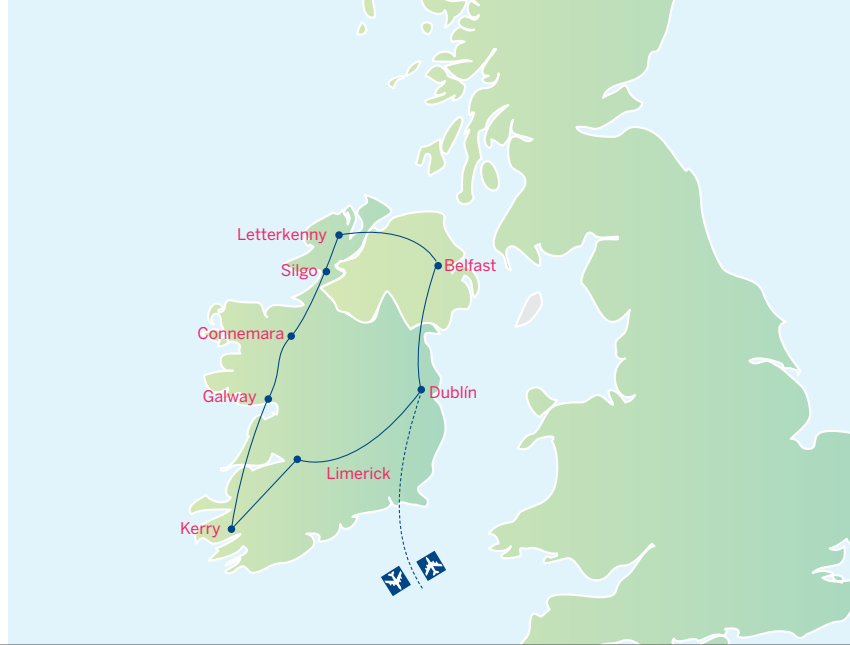 Letterkenny
Silgo
Belfast
Connemara
Galway
Dublín
Limerick
Kerry